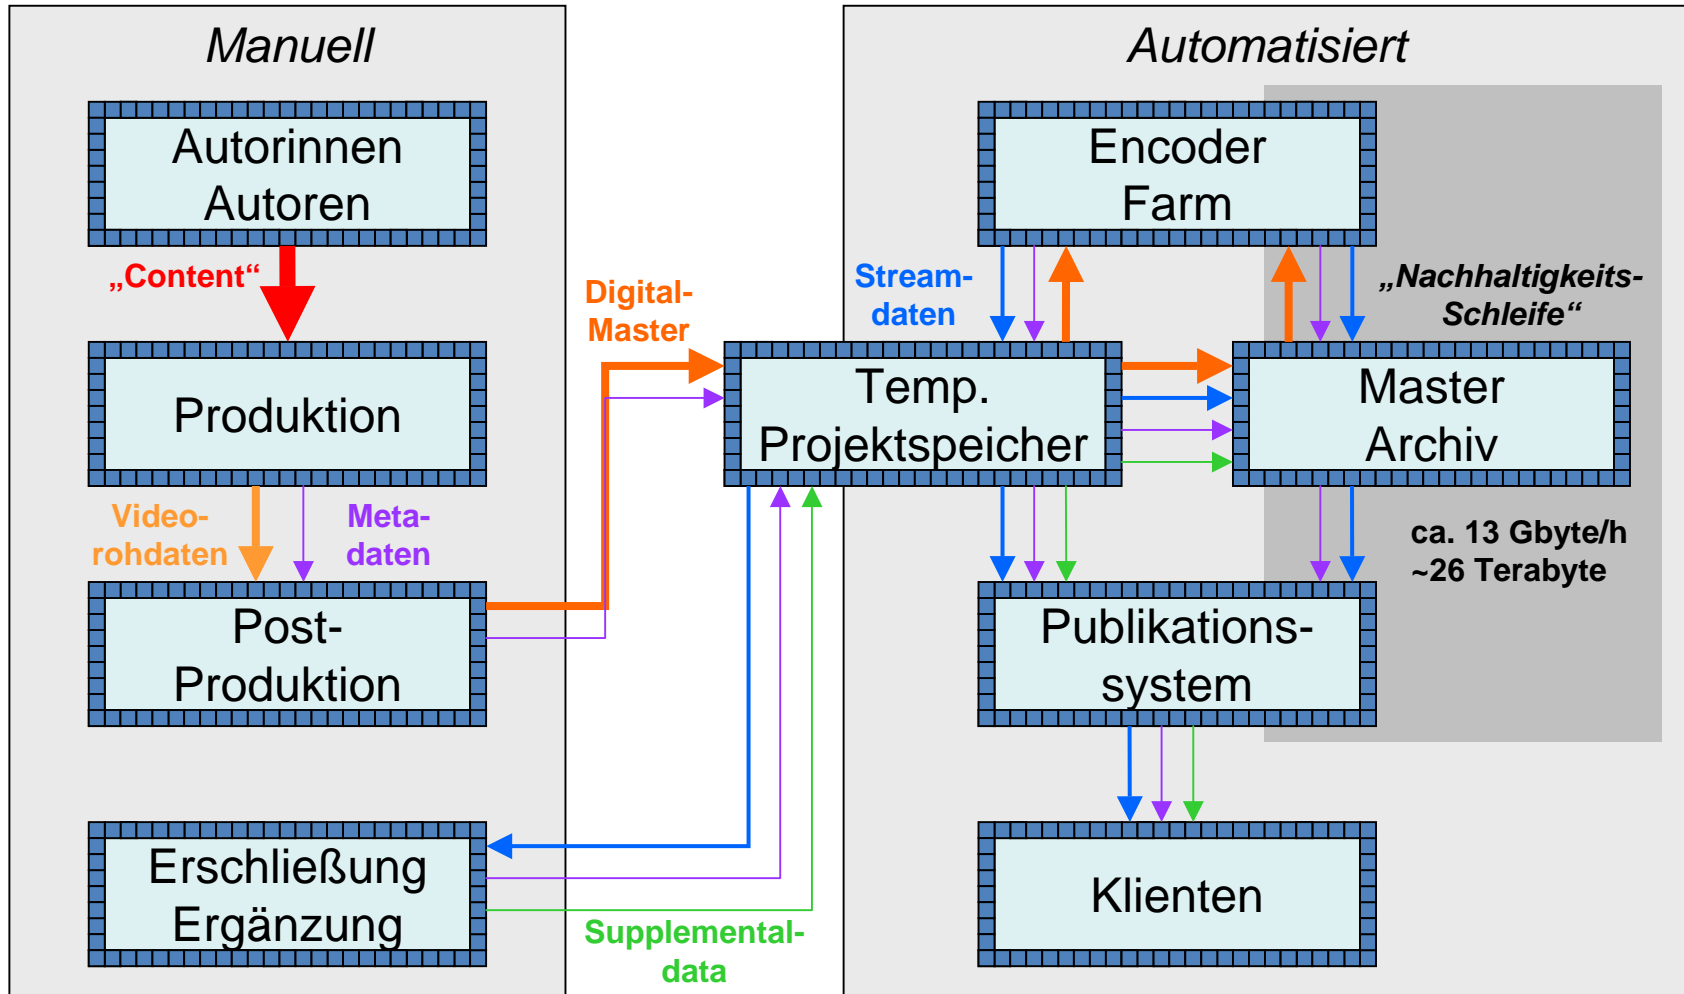 Manuell
Autorinnen
Autoren
„Content“
Produktion
Video-
rohdaten
Meta-
daten
Post-
Produktion
Erschließung
Ergänzung
Digital-
Master
Supplemental-
data
Automatisiert
Encoder
Farm
Stream-
daten
„Nachhaltigkeits-
Schleife“
Temp.
Projektspeicher
Master
Archiv
ca. 13 Gbyte/h
~26 Terabyte
Publikations-
system
Klienten